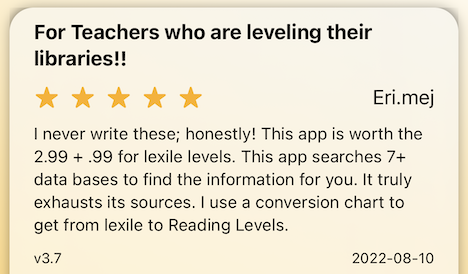 For Teachers who are leveling their
libraries!!
Eri.mej
I never write these; honestly! This app is worth the
2.99 + .99 for lexile levels. This app searches 7+
data bases to find the information for you. It truly
exhausts its sources. I use a conversion chart to
get from lexile to Reading Levels.
v3.7 2022-08-10